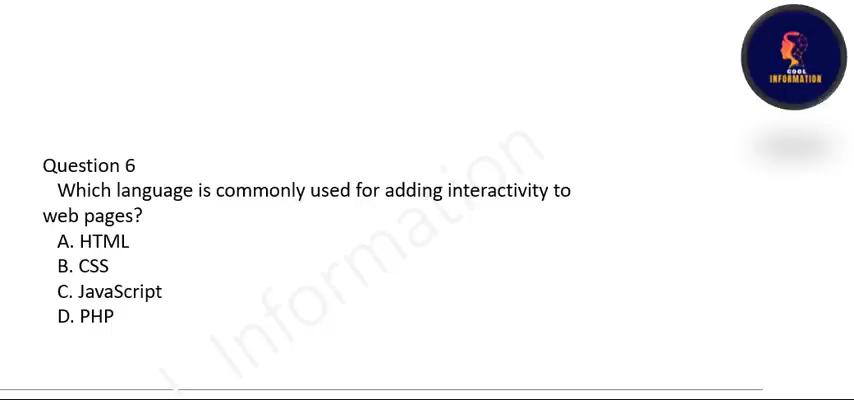 COOL
INFORMATION
Question 6
Which language is commonly used for adding interactivity to
web pages?
A. HTML
B. CSS
C. JavaScript
D. PHP
Information